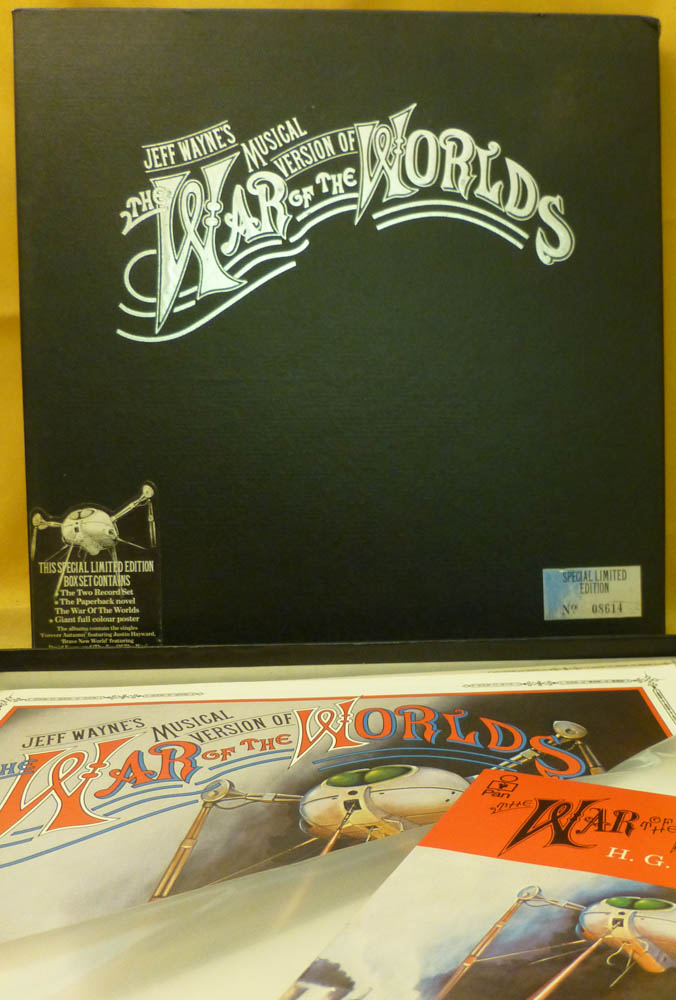 JEFF WAYNE'S
MUSICAL
VERSION OF
THE WAR OF THE WORLDS
THIS SPECIAL LIMITED EDITION
BOX SET CONTAINS
• The Two Record Set
• The Paperback novel
The War Of The Worlds
• Giant full colour poster
The albums contain the singles
'Forever Autumn' featuring Justin Hayward,
'Brave New World' featuring
SPECIAL LIMITED
EDITION
No 08614
JEFF WAYNE'S
MUSICAL
VERSION OF
THE WAR OF THE WORLDS
Pan
THE WAR OF THE
H. G.